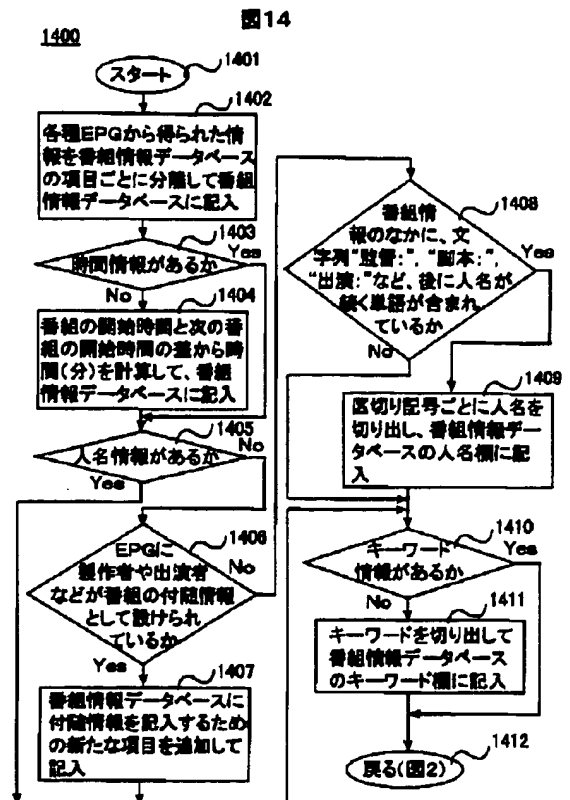 図14
1400
スタート
1401
1402
各種EPGから得られた情
報を番組情報データベース
の項目ごとに分離して番組
情報データベースに記入
1403
時間情報があるか
Yes
No
1404
番組の開始時間と次の番
組の開始時間の差から時
間(分)を計算して、番組
情報データベースに記入
1405
人名情報があるか
No
Yes
1406
EPGに
製作者や出演者
などが番組の付随情報
として設けられ
ているか
No
Yes
1407
番組情報データベースに
付随情報を記入するため
の新たな項目を追加して
記入
1408
番組情
報のなかに、文
字列“監督:”, “脚本:”,
“出演:”など、後に人名が
続く単語が含まれ
ているか
Yes
No
1409
区切り記号ごとに人名を
切り出し、番組情報デー
タベースの人名欄に記
入
1410
キーワード
情報があるか
Yes
No
1411
キーワードを切り出して
番組情報データベース
のキーワード欄に記入
1412
戻る(図2)